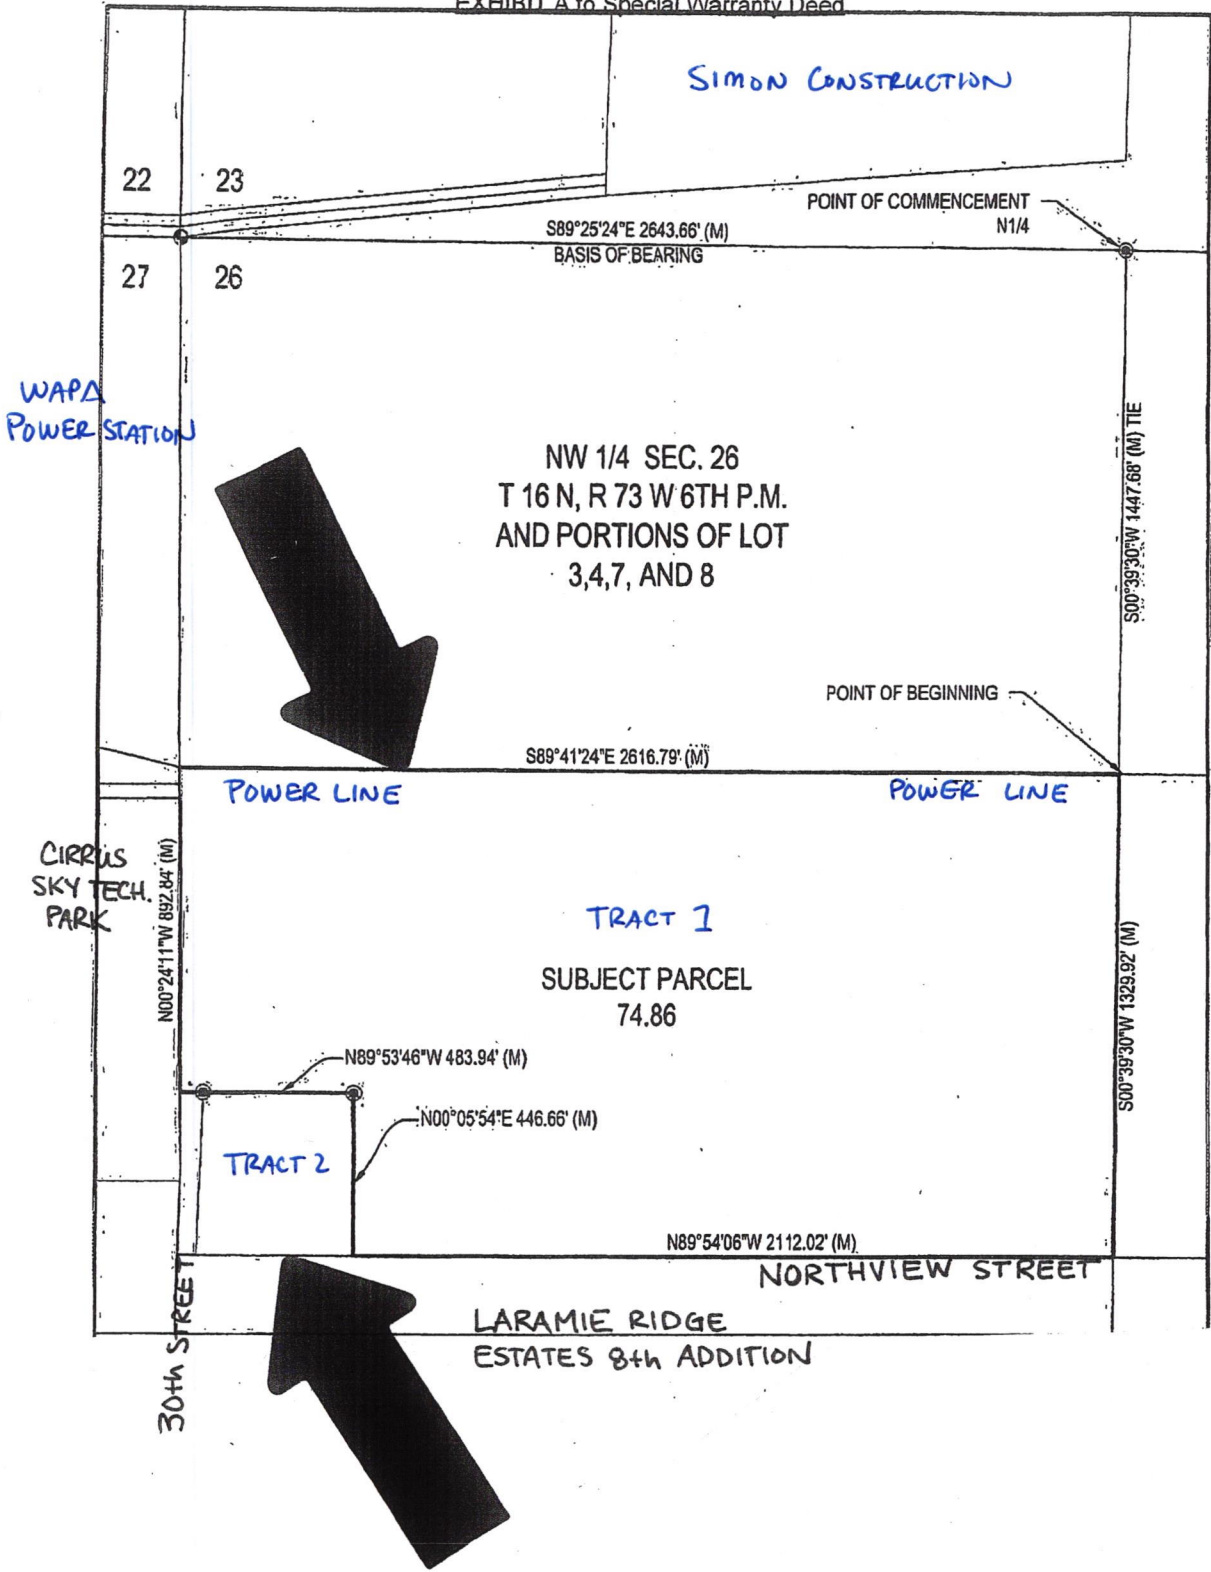 EXHIBIT A to Special Warranty Deed
SIMON CONSTRUCTION
22
23
POINT OF COMMENCEMENT
N1/4
S89°25'24"E 2643.66' (M)
BASIS OF BEARING
27
26
WAPA
POWER STATION
NW 1/4 SEC. 26
T 16 N, R 73 W 6TH P.M.
AND PORTIONS OF LOT
3,4,7, AND 8
S00°39'30"W 1447.68' (M) TIE
POINT OF BEGINNING
S89°41'24"E 2616.79' (M)
POWER LINE
POWER LINE
CIRRUS
SKY TECH.
PARK
N00°24'11"W 892.84' (M)
TRACT 1
SUBJECT PARCEL
74.86
S00°39'30"W 1329.92' (M)
N89°53'46"W 483.94' (M)
N00°05'54"E 446.66' (M)
TRACT 2
N89°54'06"W 2112.02' (M)
NORTHVIEW STREET
30th STREET
LARAMIE RIDGE
ESTATES 8th ADDITION